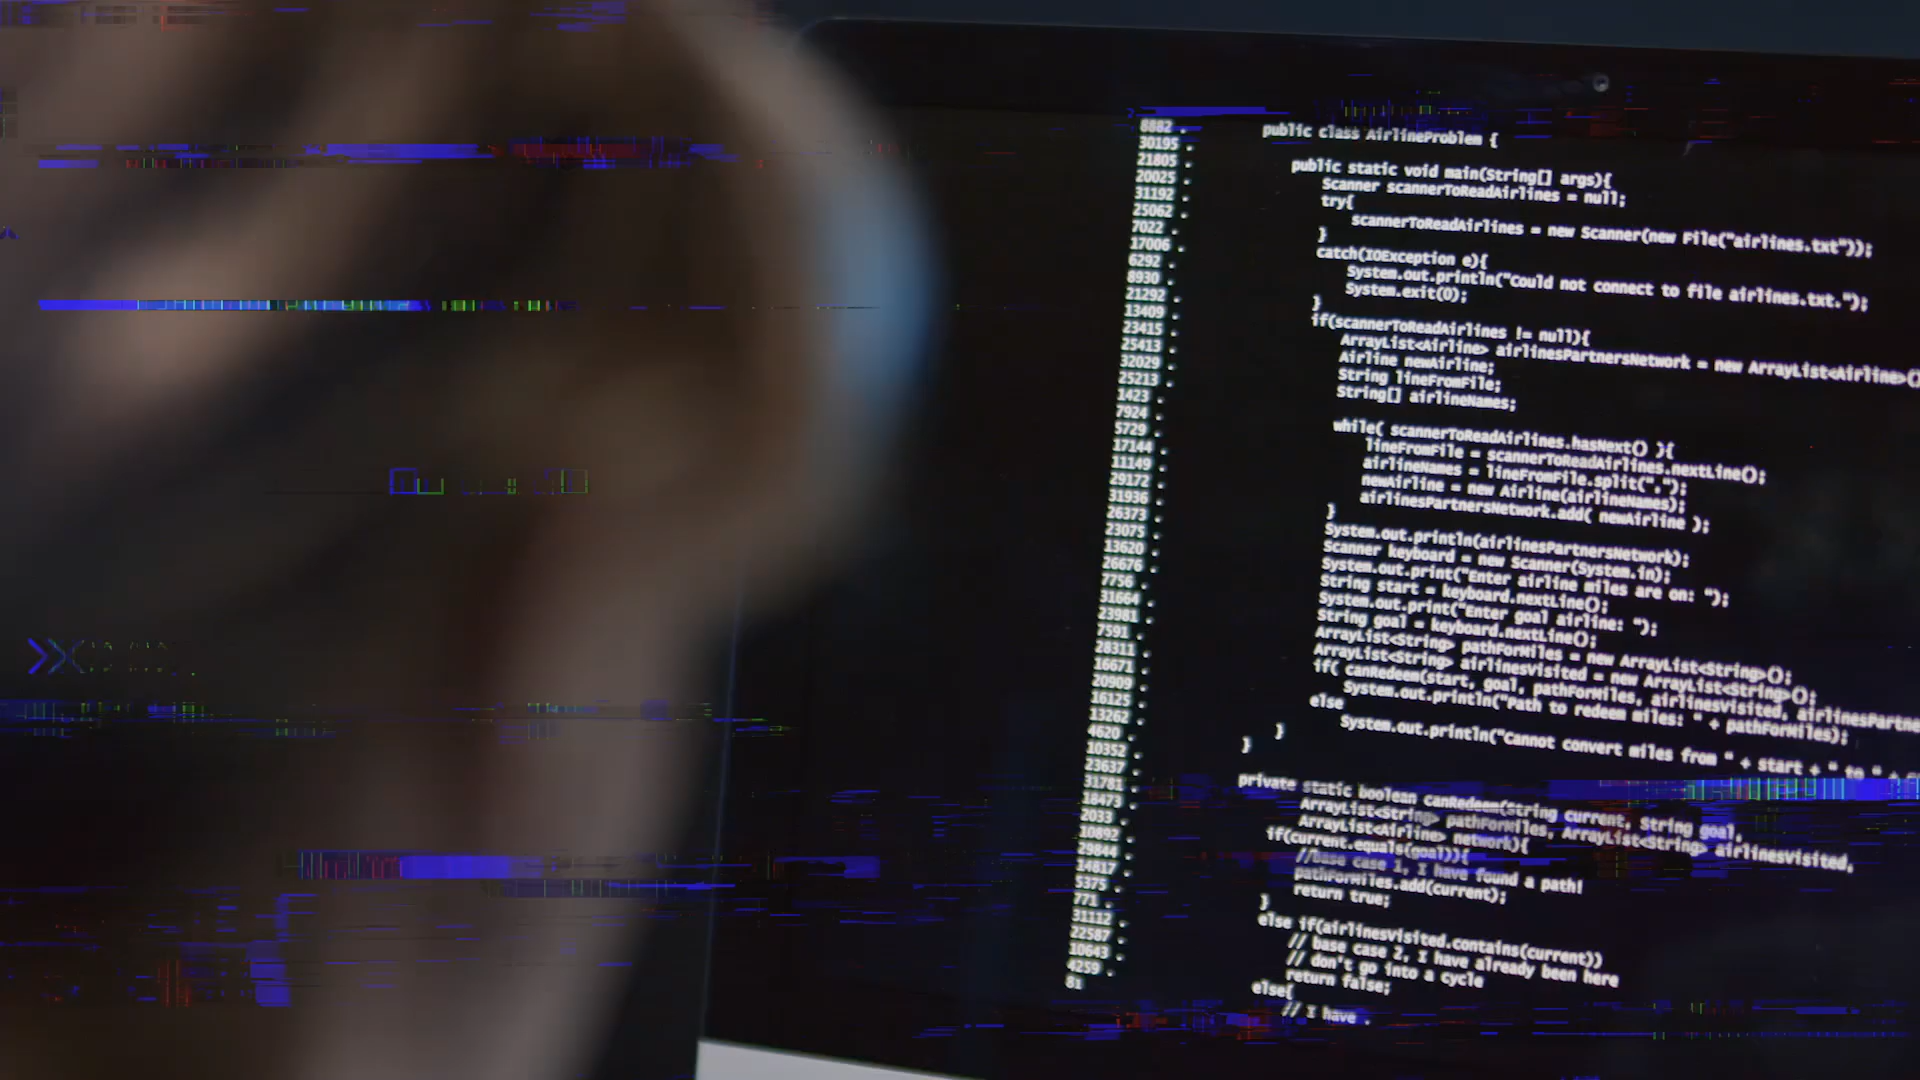 8882 .
30195 .
21805 .
20025 .
31192 .
25062 .
7022 .
17006 .
6292 .
8930 .
21292 .
13409 .
23415 .
25413 .
32029 .
25213 .
1423 .
7924 .
5729 .
17144 .
11149 .
29172 .
31936 .
26373 .
23075 .
13620 .
26676 .
7756 .
31664 .
23981 .
7591 .
28311 .
16671 .
20909 .
16125 .
13262 .
4620 .
10352 .
23637 .
31781 .
18473 .
2033 .
10892 .
29844 .
14817 .
5375 .
771 .
31112 .
22587 .
10643 .
4259 .
81
public class AirlineProblem {
public static void main(String[] args){
Scanner scannerToReadAirlines = null;
try{
scannerToReadAirlines = new Scanner(new File("airlines.txt"));
}
catch(IOException e){
System.out.println("Could not connect to file airlines.txt.");
System.exit(0);
}
if(scannerToReadAirlines != null){
ArrayList<Airline> airlinesPartnersNetwork = new ArrayList<Airline>()
Airline newAirline;
String lineFromFile;
String[] airlineNames;
while( scannerToReadAirlines.hasNext() ){
lineFromFile = scannerToReadAirlines.nextLine();
airlineNames = lineFromFile.split(",");
newAirline = new Airline(airlineNames);
airlinesPartnersNetwork.add( newAirline );
}
System.out.println(airlinesPartnersNetwork);
Scanner keyboard = new Scanner(System.in);
System.out.print("Enter airline miles are on: ");
String start = keyboard.nextLine();
System.out.print("Enter goal airline: ");
String goal = keyboard.nextLine();
ArrayList<String> pathForMiles = new ArrayList<String>();
ArrayList<String> airlinesVisited = new ArrayList<String>();
if( canRedeem(start, goal, pathForMiles, airlinesVisited, airlinesPartne
System.out.println("Path to redeem miles: " + pathForMiles);
else
System.out.println("Cannot convert miles from " + start + " to " +
}
}
private static boolean canRedeem(String current, String goal,
ArrayList<String> pathForMiles, ArrayList<String> airlinesVisited,
ArrayList<Airline> network){
if(current.equals(goal)){
//base case 1, I have found a path!
pathForMiles.add(current);
return true;
}
else if(airlinesVisited.contains(current))
// base case 2, I have already been here
// don't go into a cycle
return false;
else{
// I have .